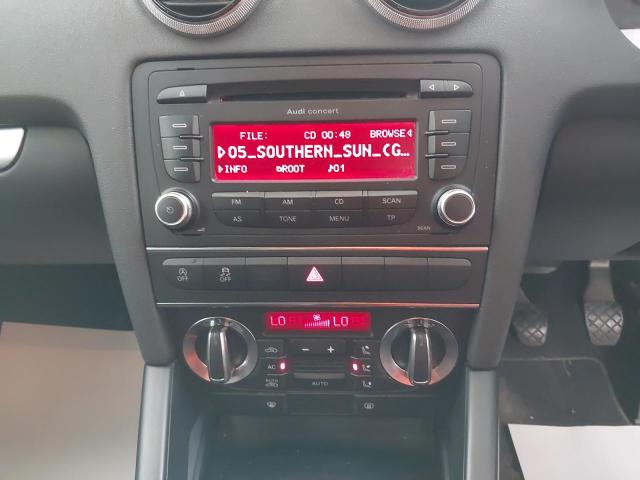 Audi concert
FILE: CD 00:48 BROWSE
05_SOUTHERN_SUN_(G...
INFO ROOT 01
FM AM CD SCAN
AS TONE MENU TP
SCAN
OFF OFF
LO LO
AC
AUTO AUTO